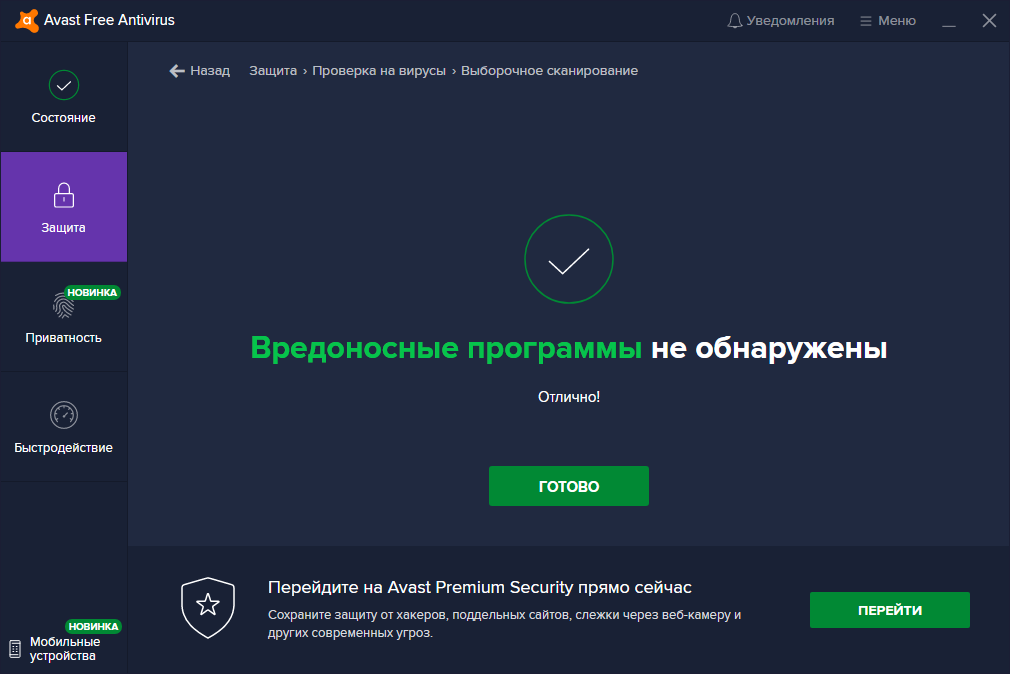 Avast Free Antivirus
Уведомления
Меню
Назад
Защита › Проверка на вирусы › Выборочное сканирование
Состояние
Защита
НОВИНКА
Приватность
Быстродействие
НОВИНКА
Мобильные
устройства
Вредоносные программы не обнаружены
Отлично!
ГОТОВО
Перейдите на Avast Premium Security прямо сейчас
Сохраните защиту от хакеров, поддельных сайтов, слежки через веб-камеру и
других современных угроз.
ПЕРЕЙТИ